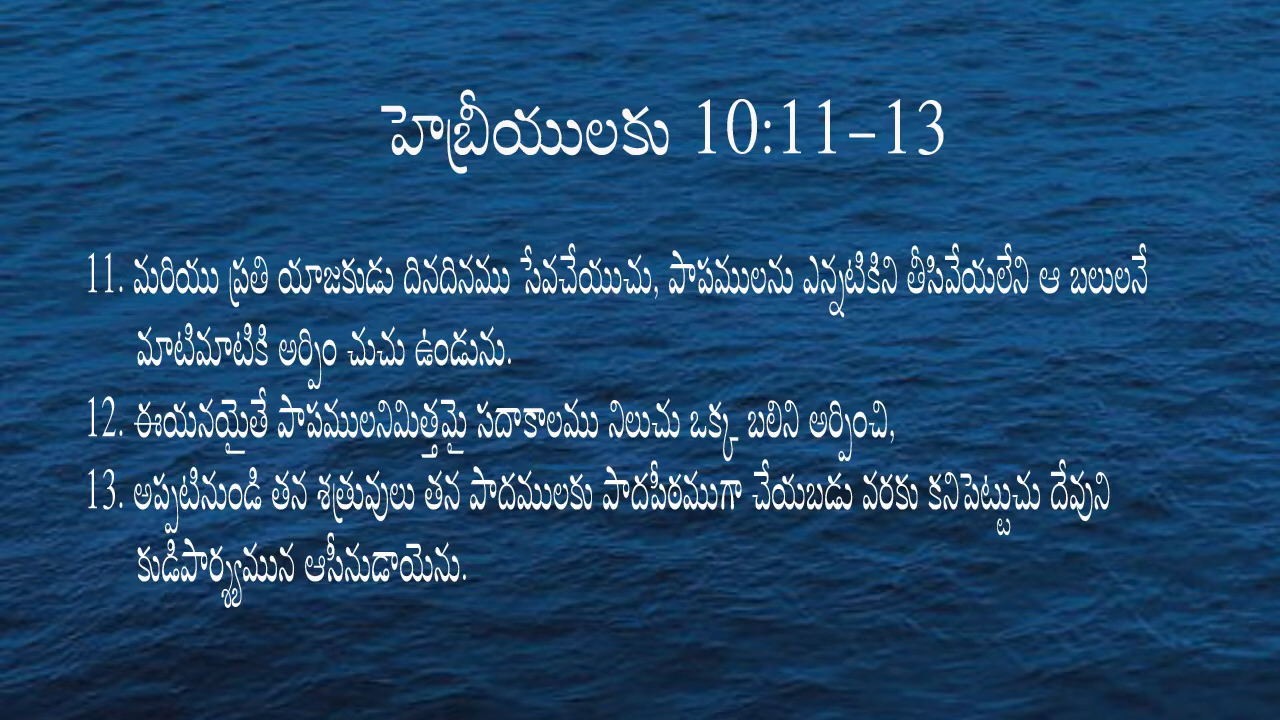 హెబ్రీయులకు 10:11-13
11. మరియు ప్రతి యాజకుడు దినదినము సేవచేయుచు, పాపములను ఎన్నటికిని తీసివేయలేని ఆ బలులనే
మాటిమాటికి అర్పిం చుచు ఉండును.
12. ఈయనయైతే పాపములనిమిత్తమై సదాకాలము నిలుచు ఒక్క బలిని అర్పించి,
13. అప్పటినుండి తన శత్రువులు తన పాదములకు పాదపీఠముగా చేయబడు వరకు కనిపెట్టుచు దేవుని
కుడిపార్శ్వమున ఆసీనుడాయెను.